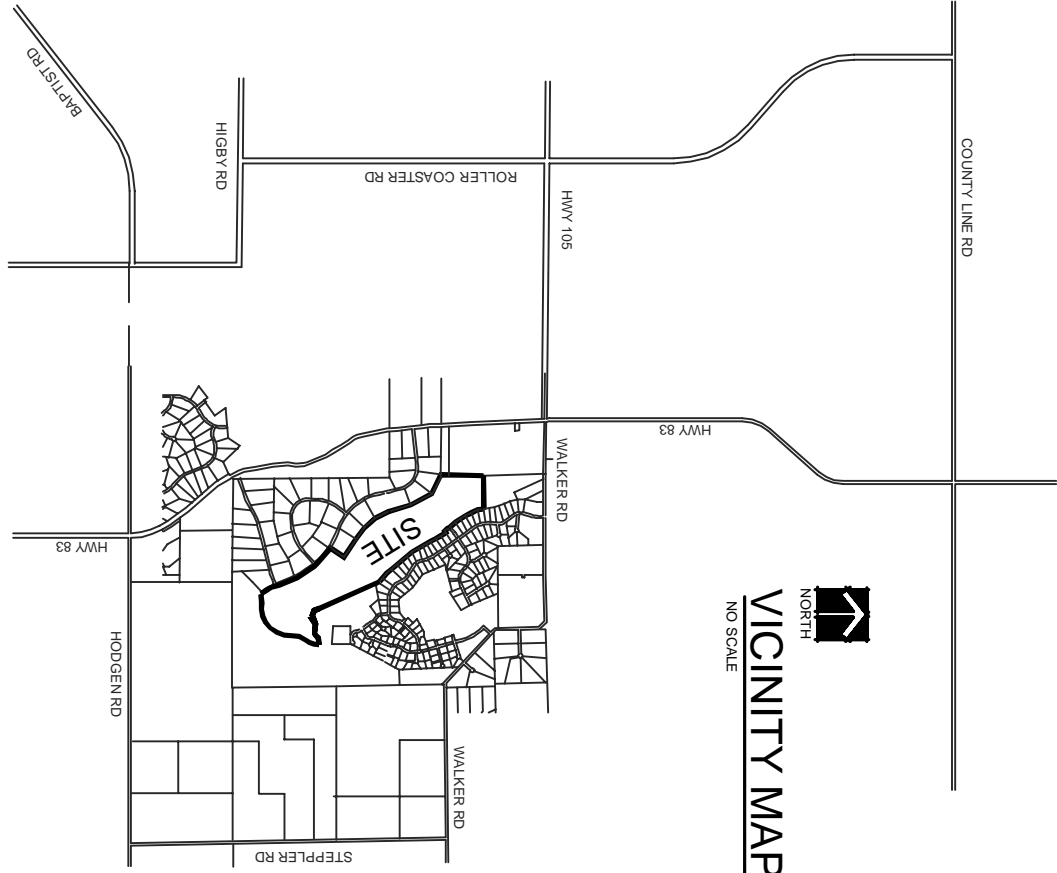 VICINITY MAP
NO SCALE
NORTH
COUNTY LINE RD
BAPTIST RD
HIGBY RD
ROLLER COASTER RD
HWY 105
HWY 83
WALKER RD
SITE
HWY 83
HODGEN RD
WALKER RD
STEPPLER RD